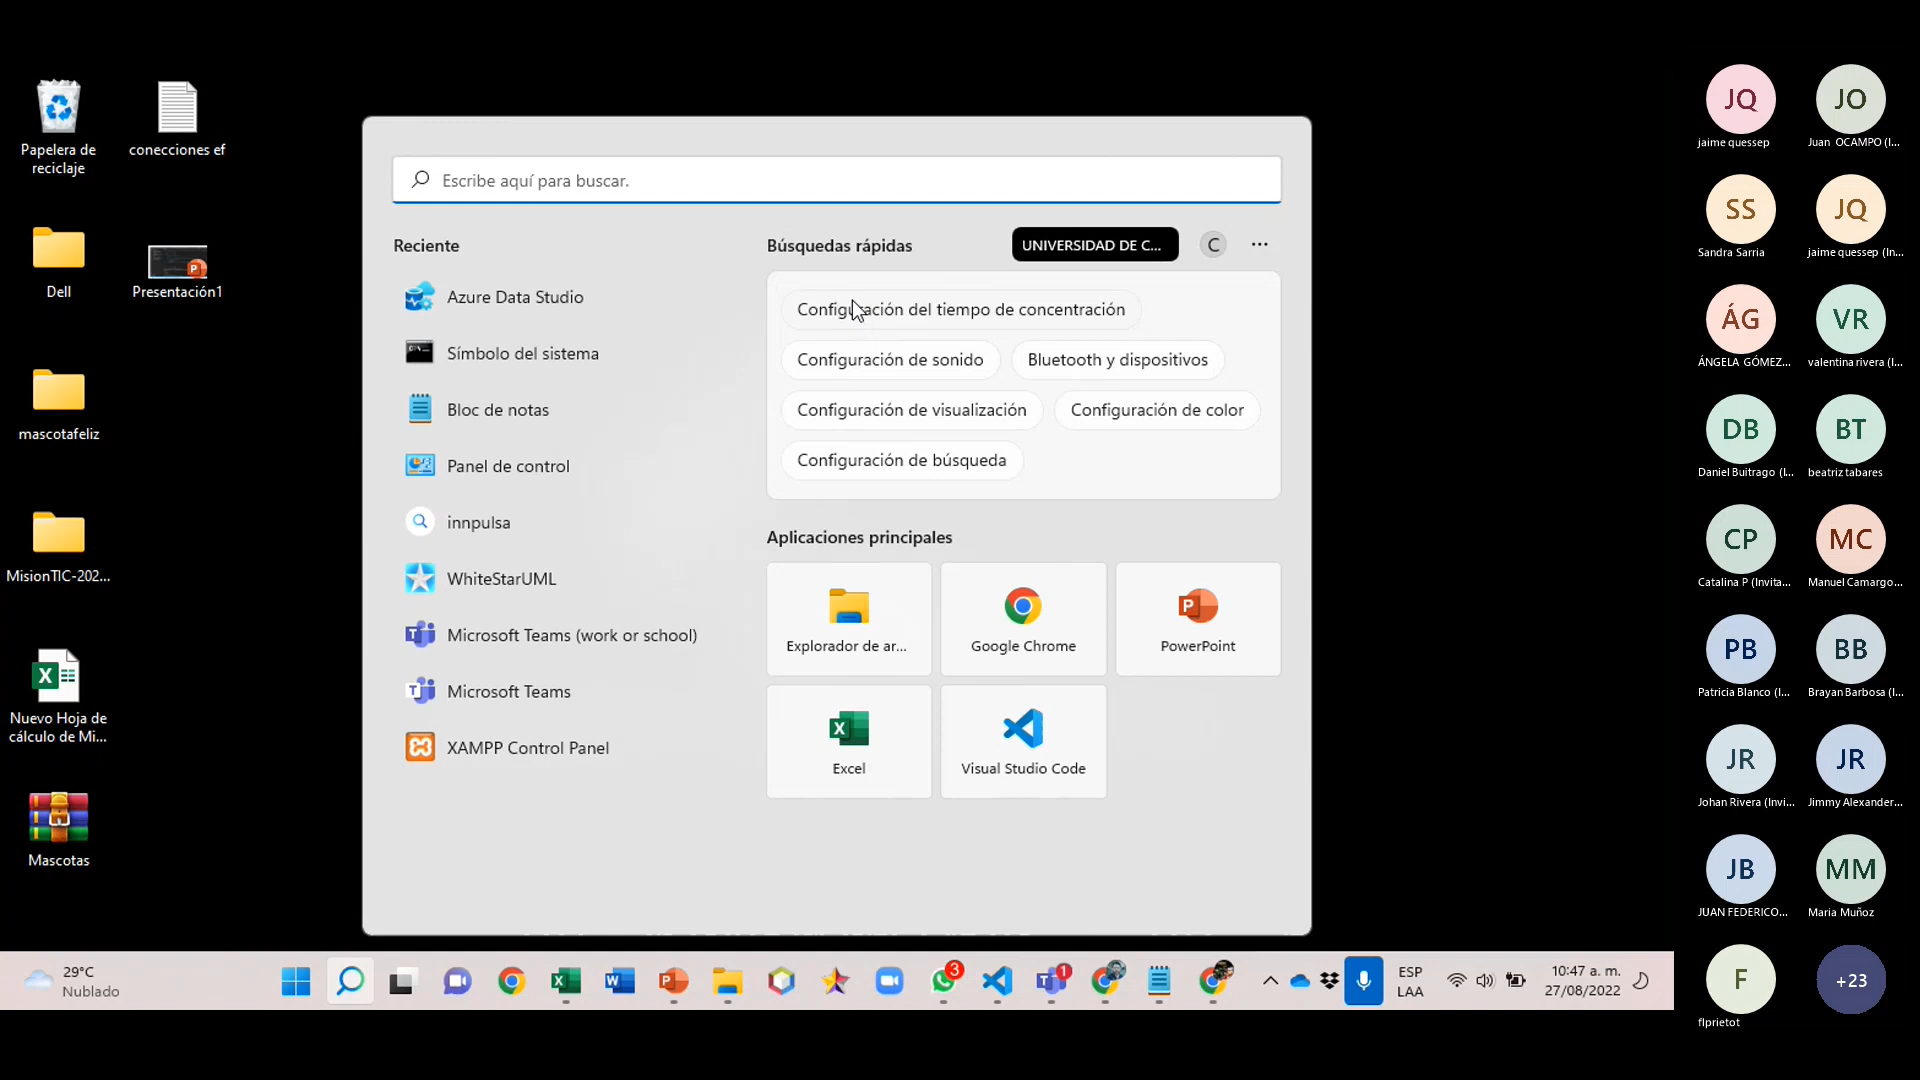 Papelera de
reciclaje
conecciones ef
Dell
Presentación1
mascotafeliz
MisionTIC-202...
Nuevo Hoja de
cálculo de Mi...
Mascotas
Escribe aquí para buscar.
Reciente
Azure Data Studio
Símbolo del sistema
Bloc de notas
Panel de control
innpulsa
WhiteStarUML
Microsoft Teams (work or school)
Microsoft Teams
XAMPP Control Panel
Búsquedas rápidas
UNIVERSIDAD DE C...
C
Configuración del tiempo de concentración
Configuración de sonido
Bluetooth y dispositivos
Configuración de visualización
Configuración de color
Configuración de búsqueda
Aplicaciones principales
Explorador de ar...
Google Chrome
PowerPoint
Excel
Visual Studio Code
29°C
Nublado
3
1
ESP
LAA
10:47 a. m.
27/08/2022
JQ
jaime quessep
JO
Juan OCAMPO (I...
SS
Sandra Sarria
JQ
jaime quessep (In...
ÁG
ÁNGELA GÓMEZ...
VR
valentina rivera (I...
DB
Daniel Buitrago (I...
BT
beatriz tabares
CP
Catalina P (Invita...
MC
Manuel Camargo...
PB
Patricia Blanco (I...
BB
Brayan Barbosa (I...
JR
Johan Rivera (Invi...
JR
Jimmy Alexander...
JB
JUAN FEDERICO...
MM
Maria Muñoz
F
flprietot
+23